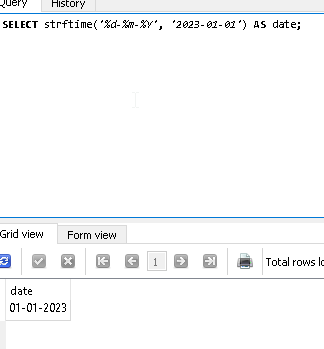 Query History
SELECT strftime('%d-%m-%Y', '2023-01-01') AS date;
Grid view Form view
1 Total rows lo
date
01-01-2023